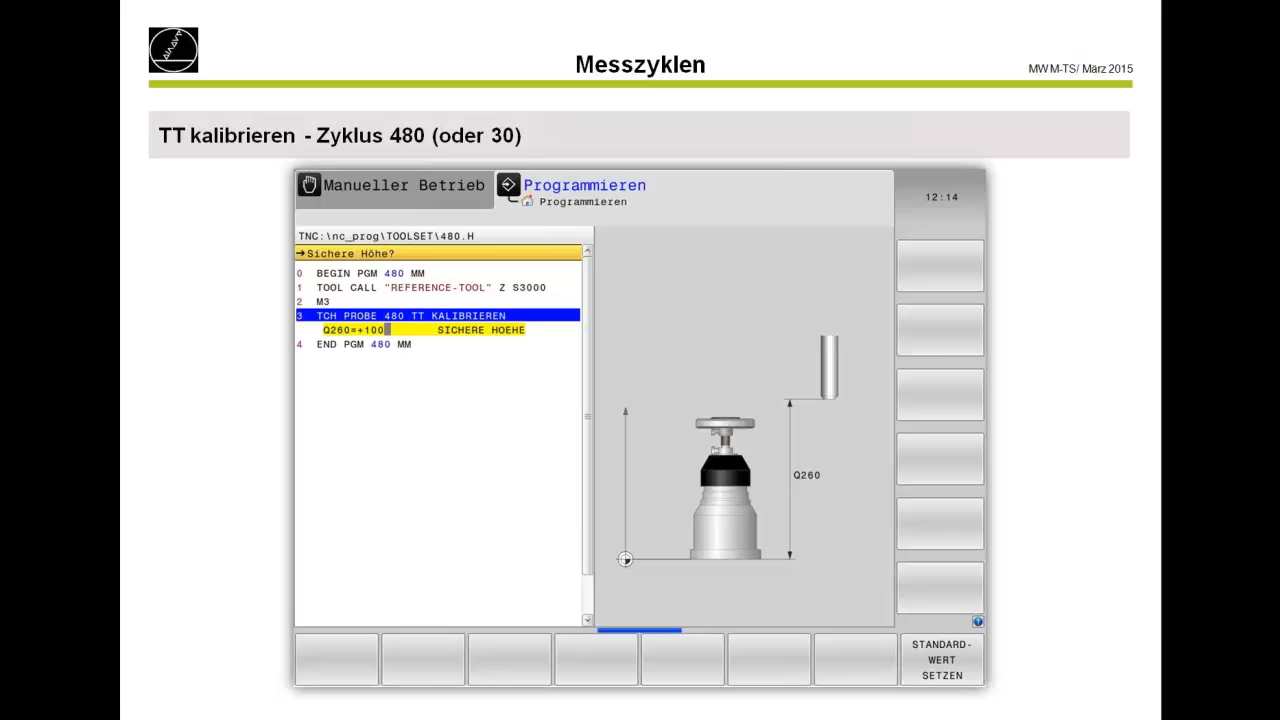 Messzyklen
MW M-TS/ März 2015
TT kalibrieren - Zyklus 480 (oder 30)
Manueller Betrieb
Programmieren
Programmieren
12:14
TNC:\nc_prog\TOOLSET\480.H
→Sichere Höhe?
0 BEGIN PGM 480 MM
1 TOOL CALL "REFERENCE-TOOL" Z S3000
2 M3
3 TCH PROBE 480 TT KALIBRIEREN
Q260=+100 SICHERE HOEHE
4 END PGM 480 MM
Q260
STANDARD-
WERT
SETZEN